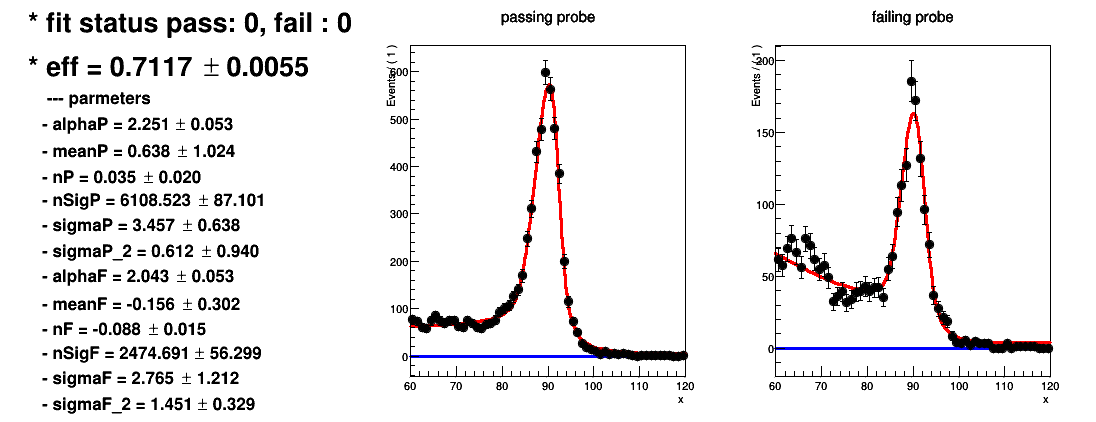 * fit status pass: 0, fail : 0
* eff = 0.7117 ± 0.0055
--- parmeters
- alphaP = 2.251 ± 0.053
- meanP = 0.638 ± 1.024
- nP = 0.035 ± 0.020
- nSigP = 6108.523 ± 87.101
- sigmaP = 3.457 ± 0.638
- sigmaP_2 = 0.612 ± 0.940
- alphaF = 2.043 ± 0.053
- meanF = -0.156 ± 0.302
- nF = -0.088 ± 0.015
- nSigF = 2474.691 ± 56.299
- sigmaF = 2.765 ± 1.212
- sigmaF_2 = 1.451 ± 0.329
passing probe
Events / ( 1 )
600
500
400
300
200
100
0
60 70 80 90 100 110 120
x
failing probe
Events / ( 1 )
200
150
100
50
0
60 70 80 90 100 110 120
x